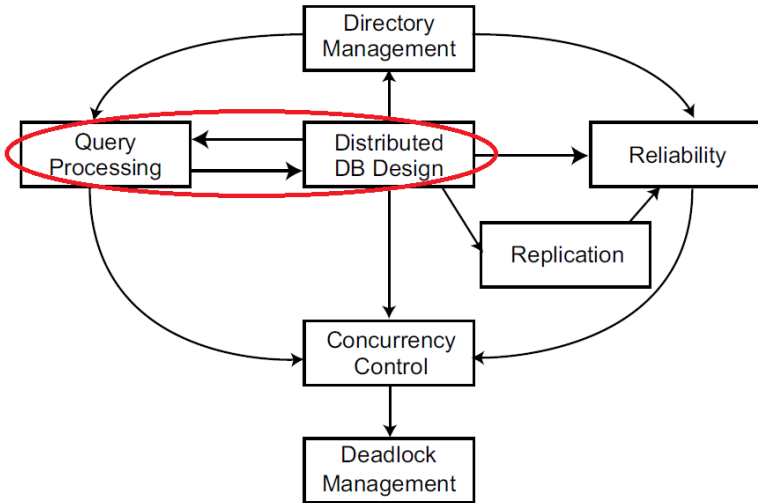 Directory
Management
Query
Processing
Distributed
DB Design
Reliability
Replication
Concurrency
Control
Deadlock
Management